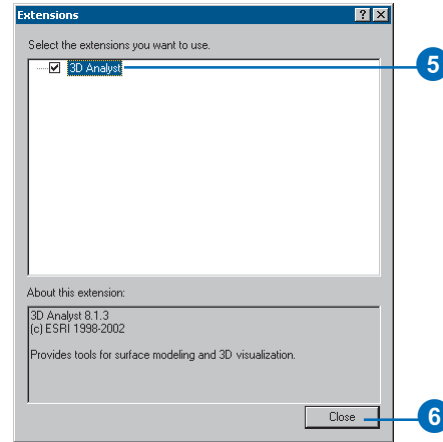 Extensions
Select the extensions you want to use.
3D Analyst
5
About this extension:
3D Analyst 8.1.3
(c) ESRI 1998-2002
Provides tools for surface modeling and 3D visualization.
Close
6